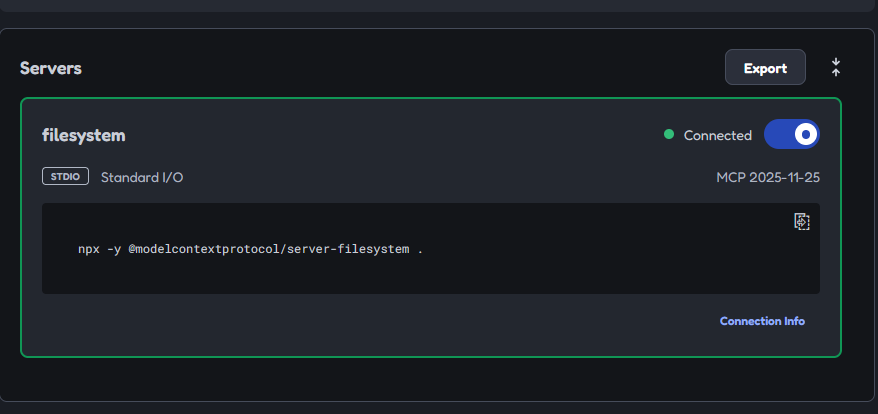 Servers
Export
filesystem
Connected
STDIO Standard I/O
MCP 2025-11-25
npx -y @modelcontextprotocol/server-filesystem .
Connection Info